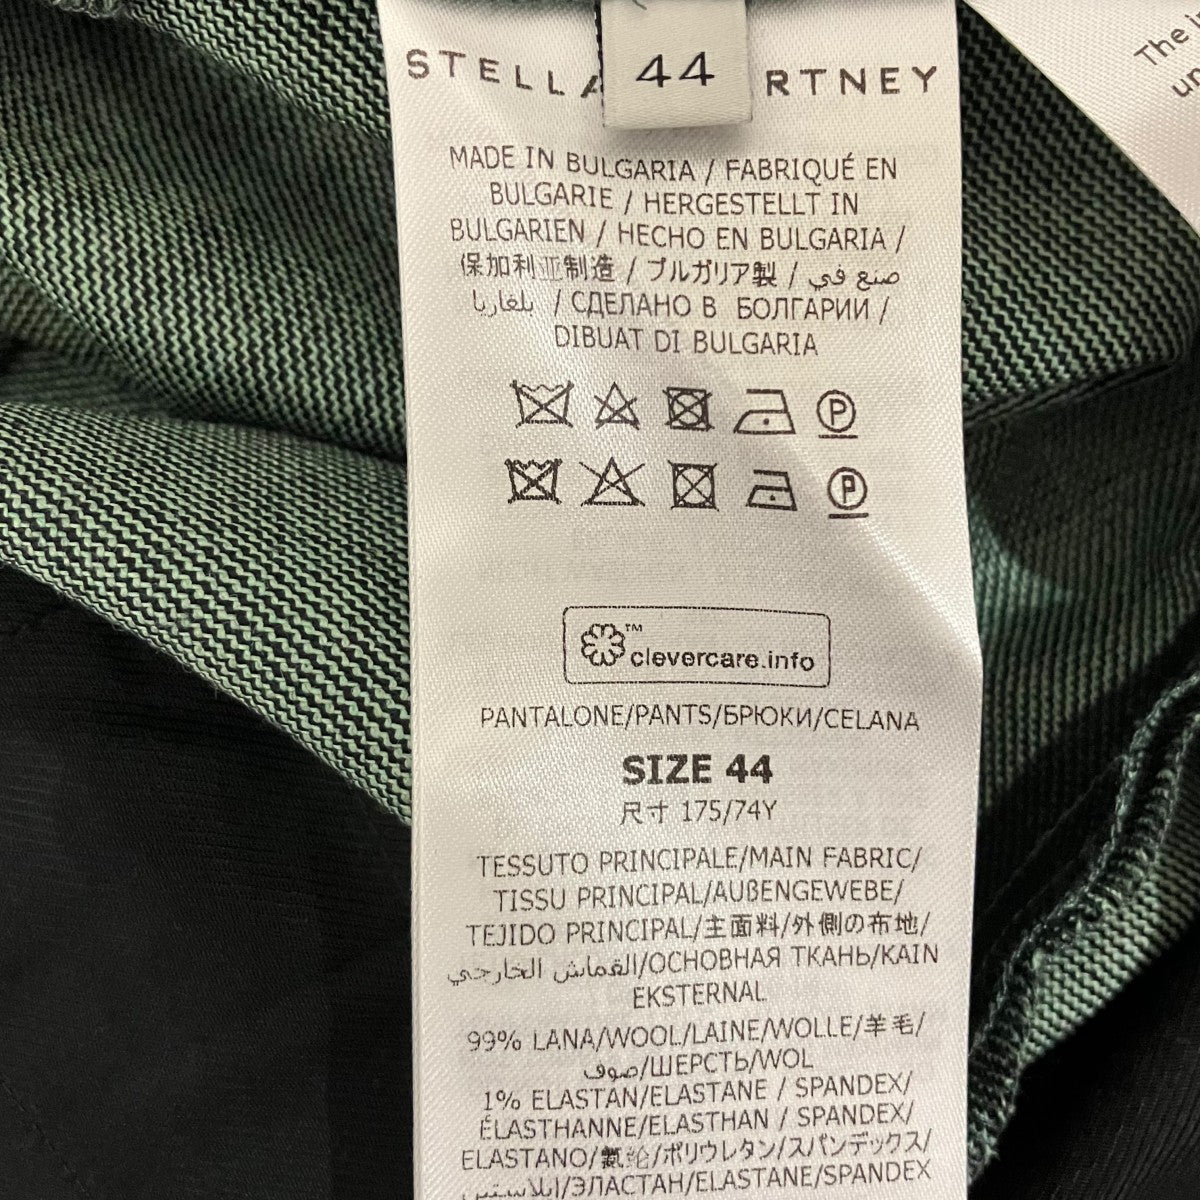 The
un
44
STELLA RTNEY
MADE IN BULGARIA / FABRIQUÉ EN
BULGARIE / HERGESTELLT IN
BULGARIEN / HECHO EN BULGARIA /
保加利亚制造 / ブルガリア製 / صنع في
بلغاريا / СДЕЛАНО В БОЛГАРИИ /
DIBUAT DI BULGARIA
P
P
™
clevercare.info
PANTALONE/PANTS/БРЮКИ/CELANA
SIZE 44
尺寸 175/74Y
TESSUTO PRINCIPALE/MAIN FABRIC/
TISSU PRINCIPAL/AUßENGEWEBE/
TEJIDO PRINCIPAL/主面料/外側の布地/
القماش الخارجي/ОСНОВНАЯ ТКАНЬ/KAIN
EKSTERNAL
99% LANA/WOOL/LAINE/WOLLE/羊毛/
صوف/ШЕРСТЬ/WOL
1% ELASTAN/ELASTANE / SPANDEX/
ÉLASTHANNE/ELASTHAN / SPANDEX/
ELASTANO/氨纶/ポリウレタン/スパンデックス/
إيلاستين/ЭЛАСТАН/ELASTANE/SPANDEX